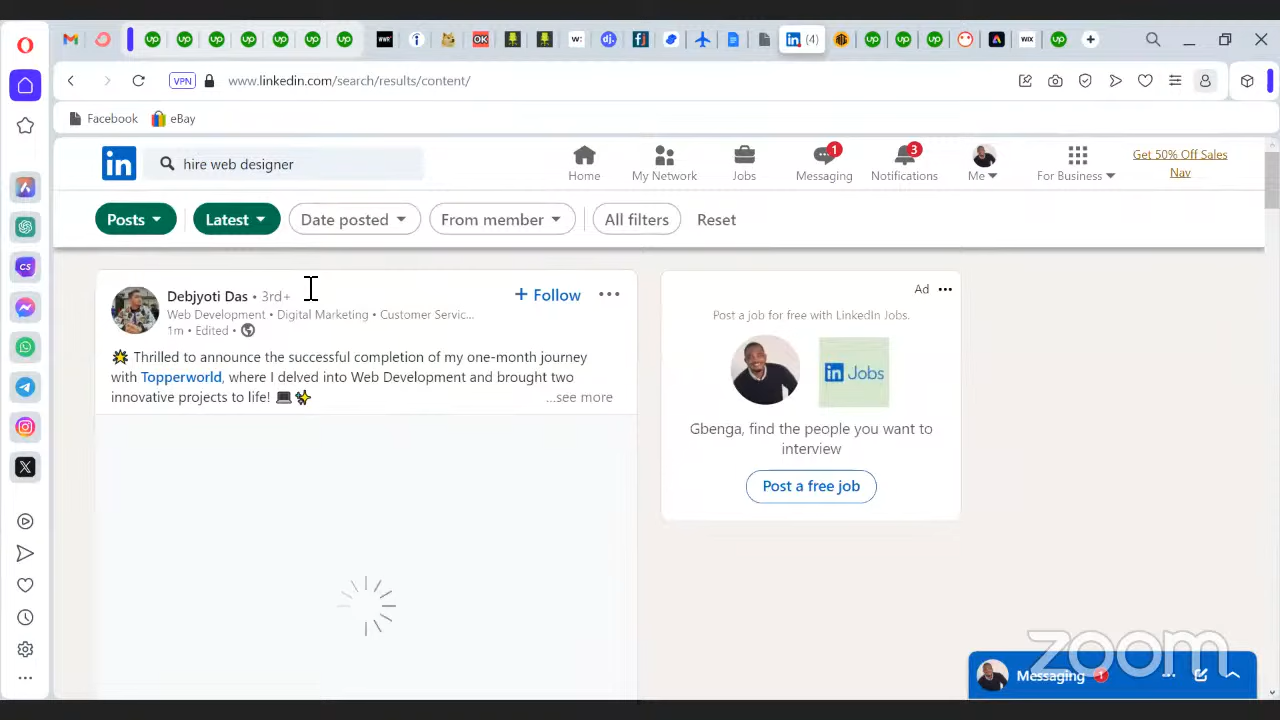 (4)
VPN
www.linkedin.com/search/results/content/
Facebook
eBay
in
hire web designer
Home
My Network
Jobs
1
Messaging
3
Notifications
Me
For Business
Get 50% Off Sales
Nav
Posts
Latest
Date posted
From member
All filters
Reset
Debjyoti Das • 3rd+
+ Follow
Web Development • Digital Marketing • Customer Servic...
1m • Edited •
Thrilled to announce the successful completion of my one-month journey
with Topperworld, where I delved into Web Development and brought two
innovative projects to life!
...see more
Ad
Post a job for free with LinkedIn Jobs.
in Jobs
Gbenga, find the people you want to
interview
Post a free job
zoom
Messaging 1